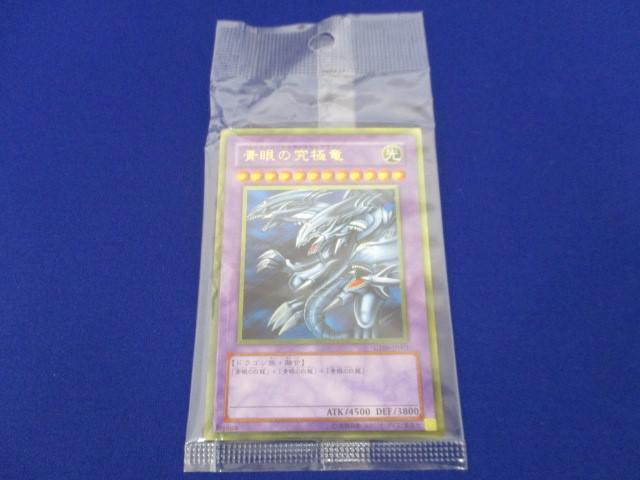 青眼の究極竜
光
【ドラゴン族・融合】
「青眼の白龍」+「青眼の白龍」+「青眼の白龍」
ATK/4500 DEF/3800